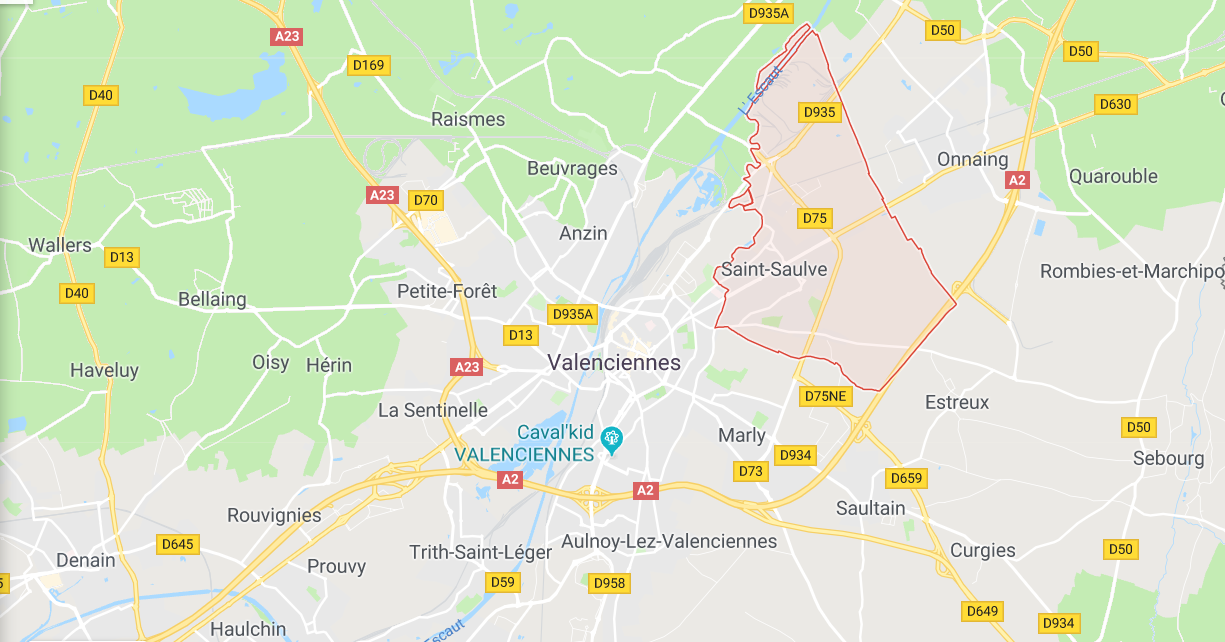 D935A
D50
A23
D50
D169
L'Escaut
D40
D630
D935
Raismes
Onnaing
Beuvrages
Quarouble
A2
A23
D70
D75
Anzin
Wallers
D13
Saint-Saulve
Rombies-et-Marchipo
Petite-Forêt
D40
Bellaing
D935A
D13
Oisy
Hérin
Valenciennes
A23
Haveluy
D75NE
Estreux
La Sentinelle
D50
Caval'kid
VALENCIENNES
Marly
D934
Sebourg
D73
A2
D659
A2
Saultain
Rouvignies
D645
Aulnoy-Lez-Valenciennes
Trith-Saint-Léger
Curgies
D50
Denain
Prouvy
5
D59
D958
D649
D934
Haulchin
Escaut